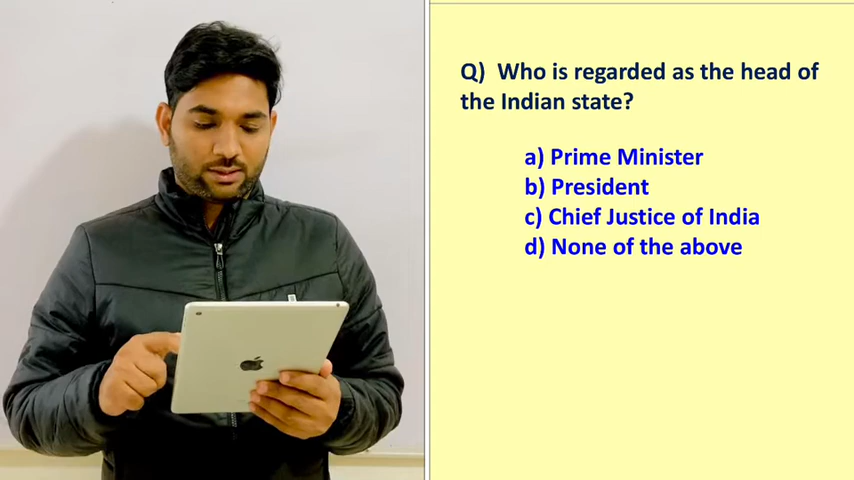 Q) Who is regarded as the head of
the Indian state?
a) Prime Minister
b) President
c) Chief Justice of India
d) None of the above